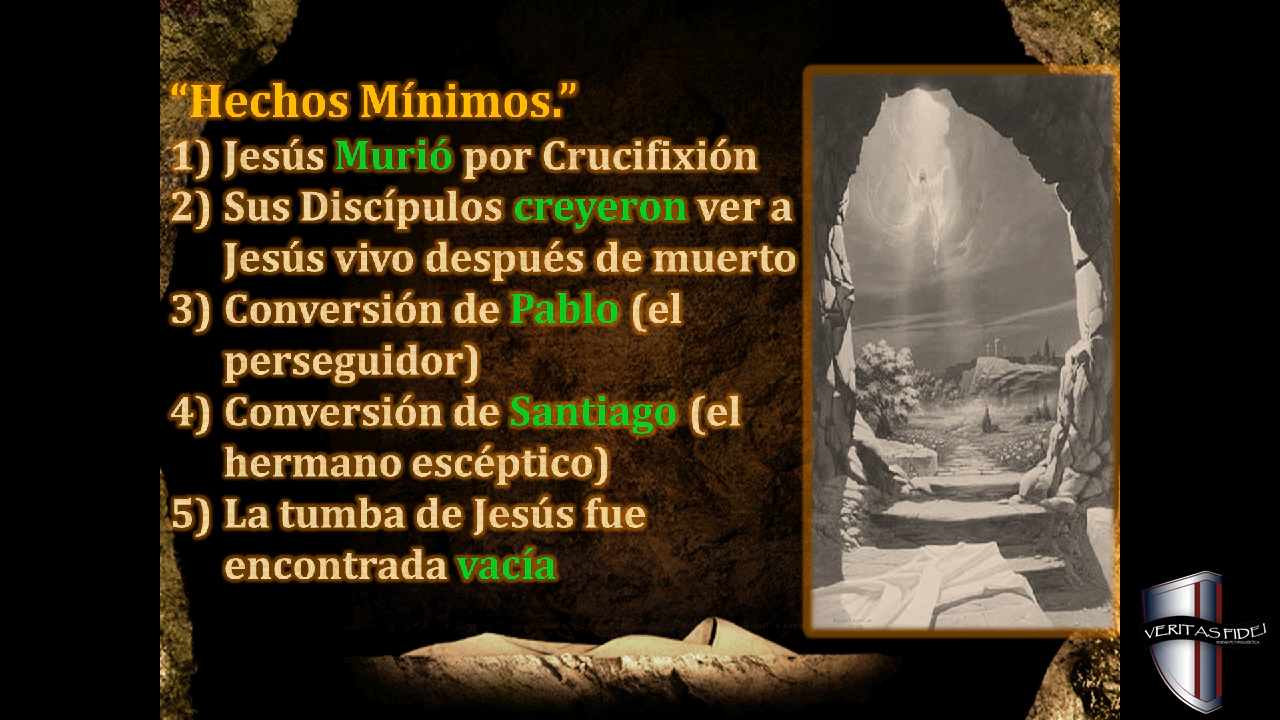 “Hechos Mínimos.”
1) Jesús Murió por Crucifixión
2) Sus Discípulos creyeron ver a
Jesús vivo después de muerto
3) Conversión de Pablo (el
perseguidor)
4) Conversión de Santiago (el
hermano escéptico)
5) La tumba de Jesús fue
encontrada vacía
VERITAS FIDEI